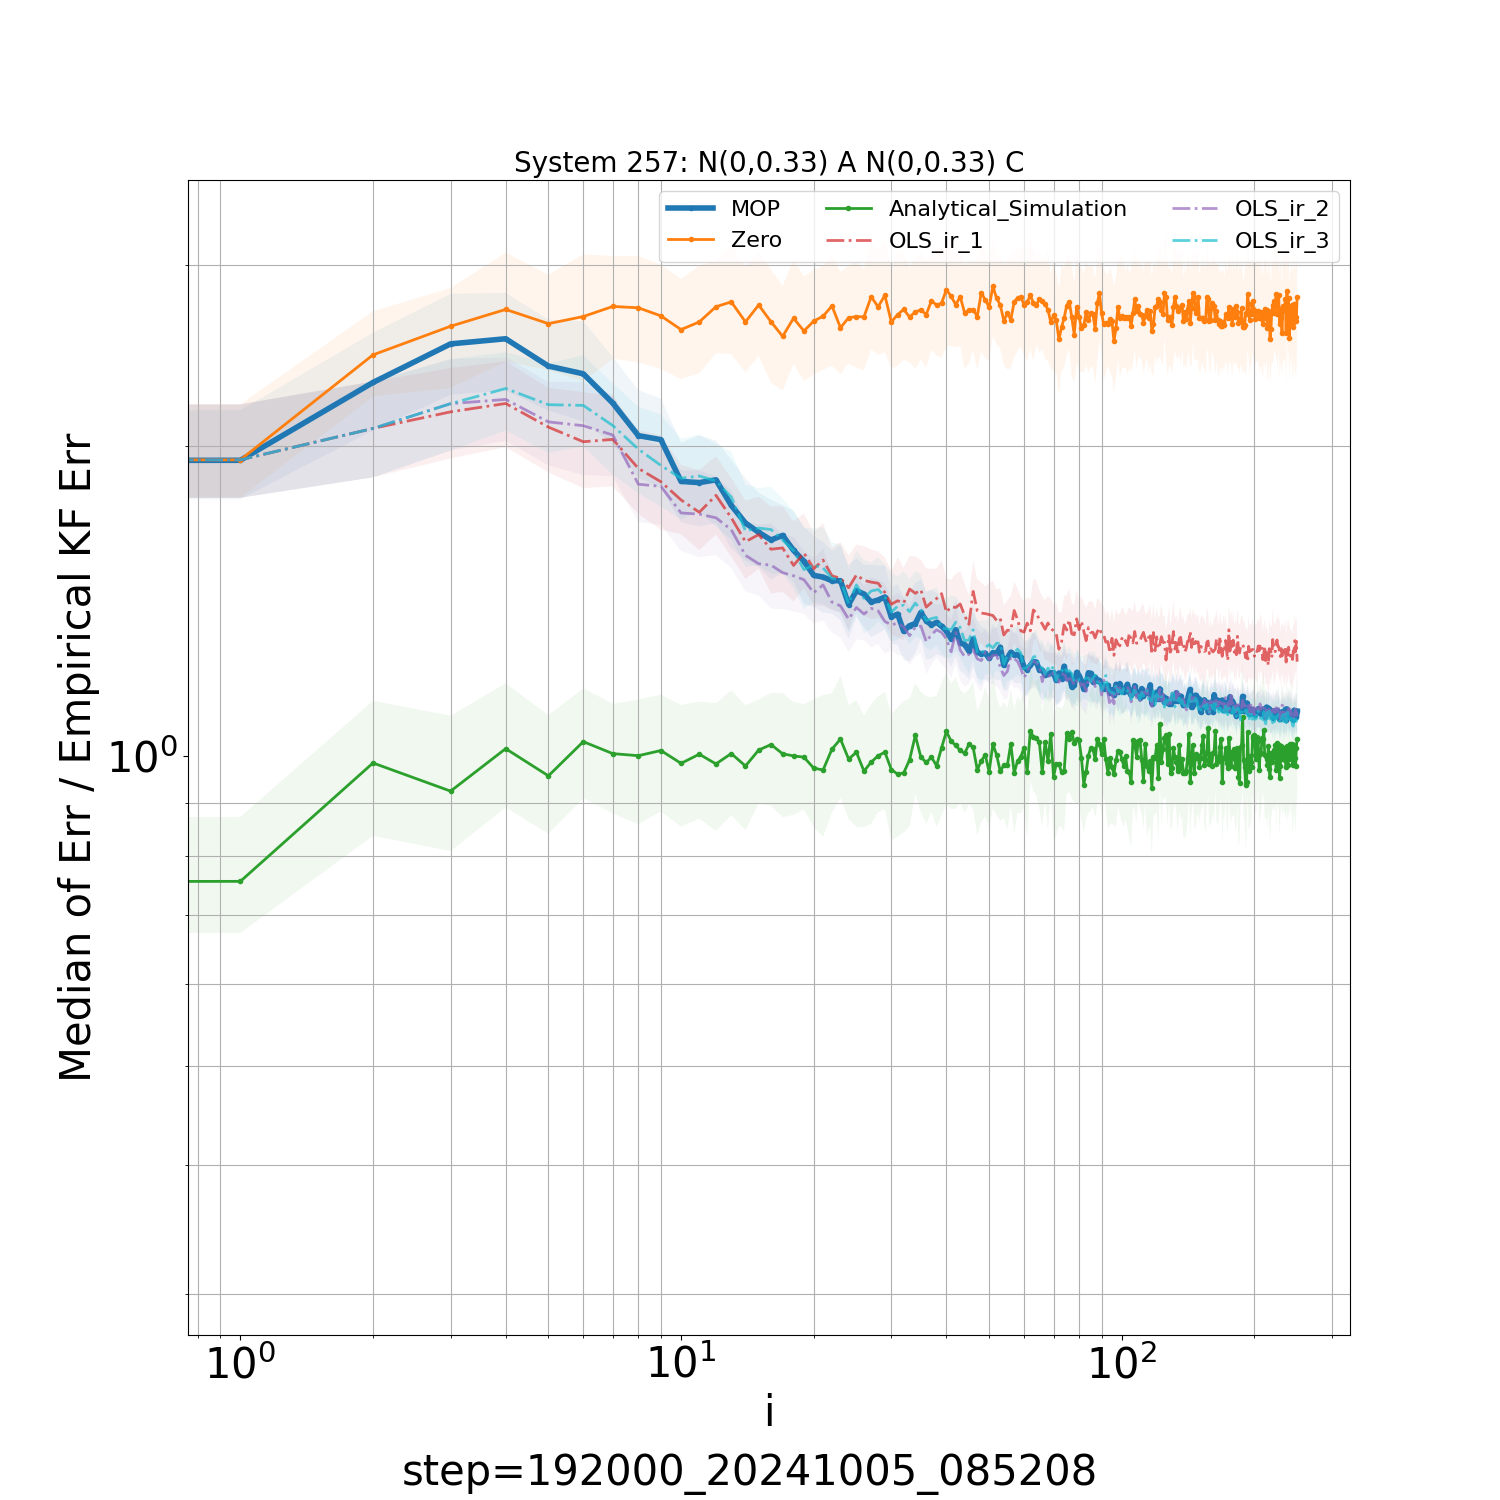 System 257: N(0,0.33) A N(0,0.33) C
MOP
Zero
Analytical_Simulation
OLS_ir_1
OLS_ir_2
OLS_ir_3
Median of Err / Empirical KF Err
10⁰
10⁰ 10¹ 10²
i
step=192000_20241005_085208